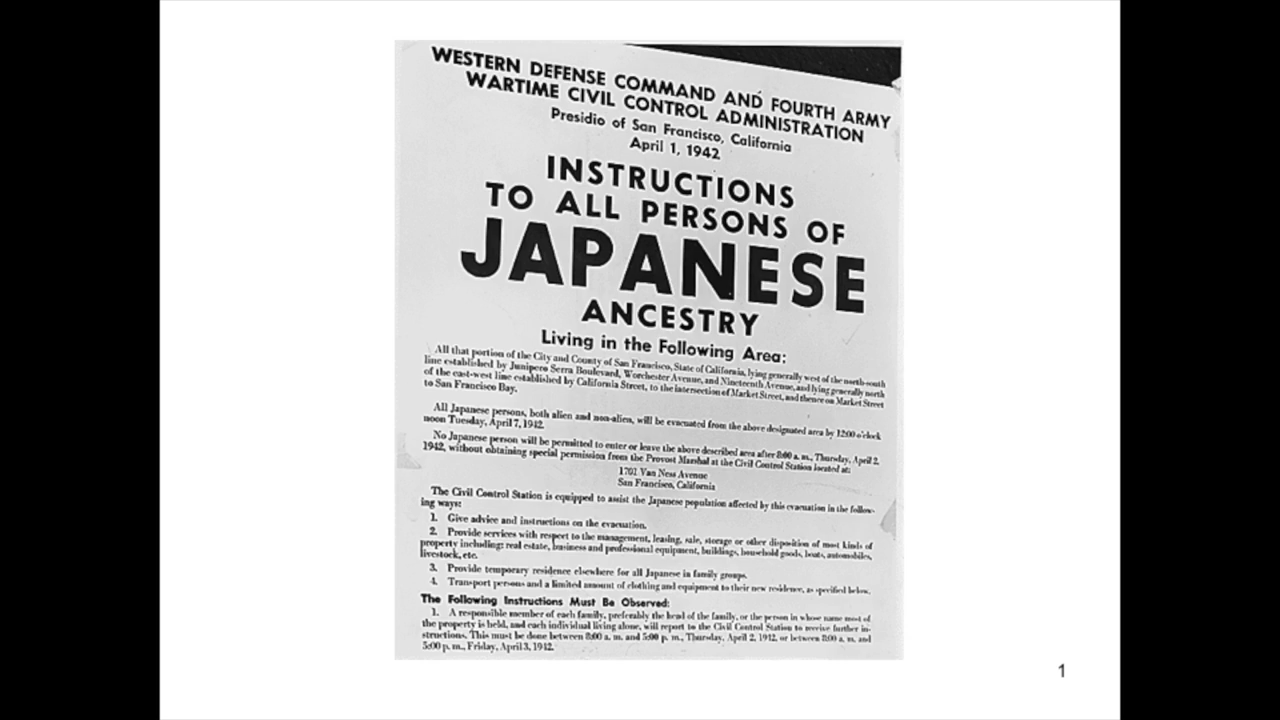 WESTERN DEFENSE COMMAND AND FOURTH ARMY
WARTIME CIVIL CONTROL ADMINISTRATION
Presidio of San Francisco, California
April 1, 1942
INSTRUCTIONS
TO ALL PERSONS OF
JAPANESE
ANCESTRY
Living in the Following Area:
All that portion of the City and County of San Francisco, State of California, lying generally west of the north-south
line established by Junipero Serra Boulevard, Worchester Avenue, and Nineteenth Avenue, and lying generally north
of the east-west line established by California Street, to the intersection of Market Street, and thence on Market Street
to San Francisco Bay.
All Japanese persons, both alien and non-alien, will be evacuated from the above designated area by 12:00 o'clock
noon Tuesday, April 7, 1942.
No Japanese person will be permitted to enter or leave the above described area after 8:00 a. m., Thursday, April 2,
1942, without obtaining special permission from the Provost Marshal at the Civil Control Station located at:
1701 Van Ness Avenue
San Francisco, California
The Civil Control Station is equipped to assist the Japanese population affected by this evacuation in the follow-
ing ways:
1. Give advice and instructions on the evacuation.
2. Provide services with respect to the management, leasing, sale, storage or other disposition of most kinds of
property including: real estate, business and professional equipment, buildings, household goods, boats, automobiles,
livestock, etc.
3. Provide temporary residence elsewhere for all Japanese in family groups.
4. Transport persons and a limited amount of clothing and equipment to their new residence, as specified below.
The Following Instructions Must Be Observed:
1. A responsible member of each family, preferably the head of the family, or the person in whose name most of
the property is held, and each individual living alone, will report to the Civil Control Station to receive further in-
structions. This must be done between 8:00 a. m. and 5:00 p. m., Thursday, April 2, 1942, or between 8:00 a. m. and
5:00 p. m., Friday, April 3, 1942.
1